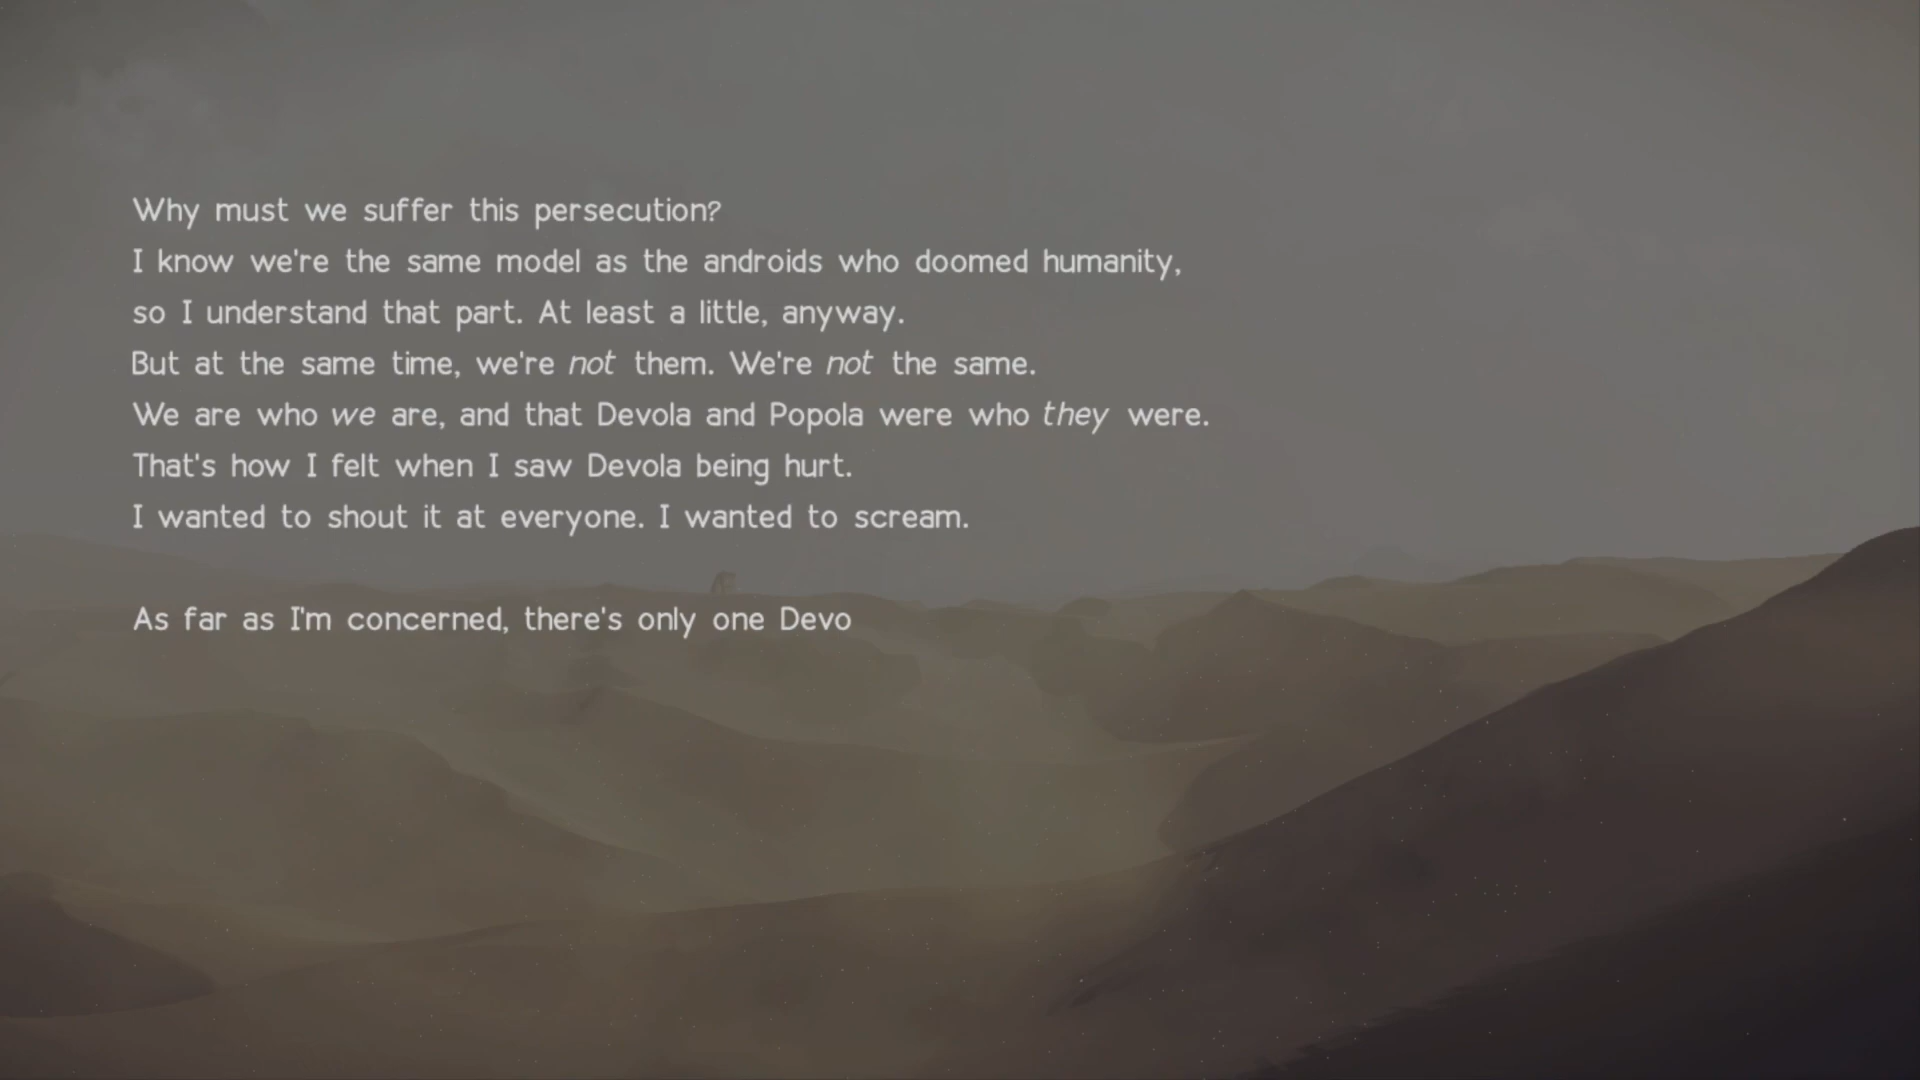 Why must we suffer this persecution?
I know we're the same model as the androids who doomed humanity,
so I understand that part. At least a little, anyway.
But at the same time, we're not them. We're not the same.
We are who we are, and that Devola and Popola were who they were.
That's how I felt when I saw Devola being hurt.
I wanted to shout it at everyone. I wanted to scream.
As far as I'm concerned, there's only one Devo